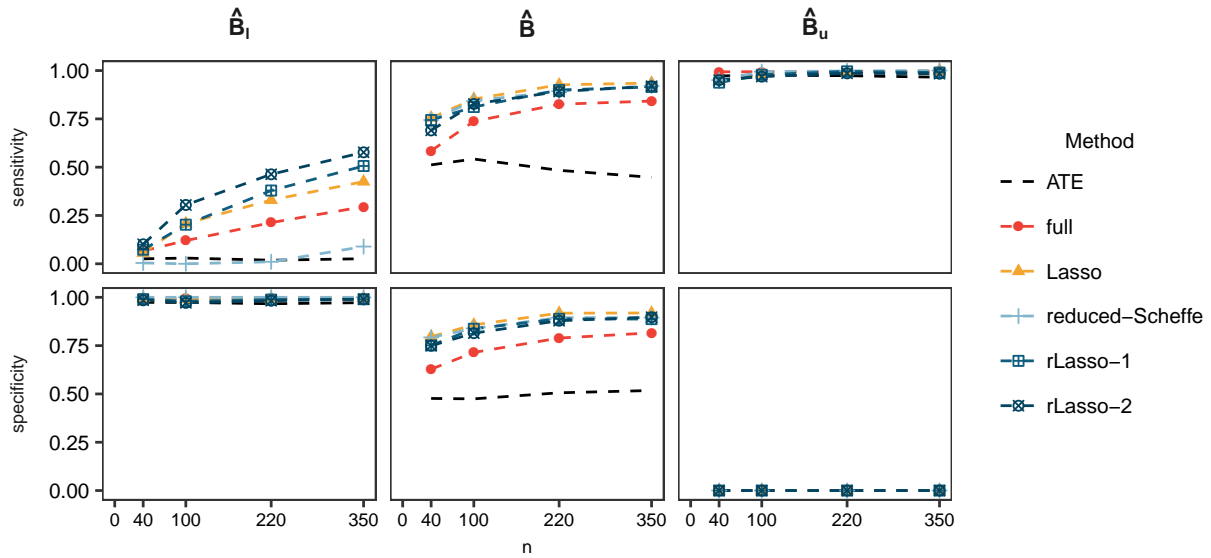 B̂l B̂ B̂u
1.00
0.75
0.50
0.25
0.00
sensitivity
1.00
0.75
0.50
0.25
0.00
specificity
0 40 100 220 350
0 40 100 220 350
0 40 100 220 350
n
Method
ATE
full
Lasso
reduced−Scheffe
rLasso−1
rLasso−2